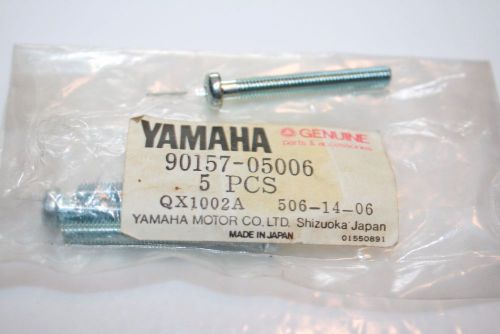 YAMAHA GENUINE
parts & accessories
90157-05006
5 PCS
QX1002A 506-14-06
YAMAHA MOTOR CO.LTD. Shizuoka Japan
MADE IN JAPAN 01550891